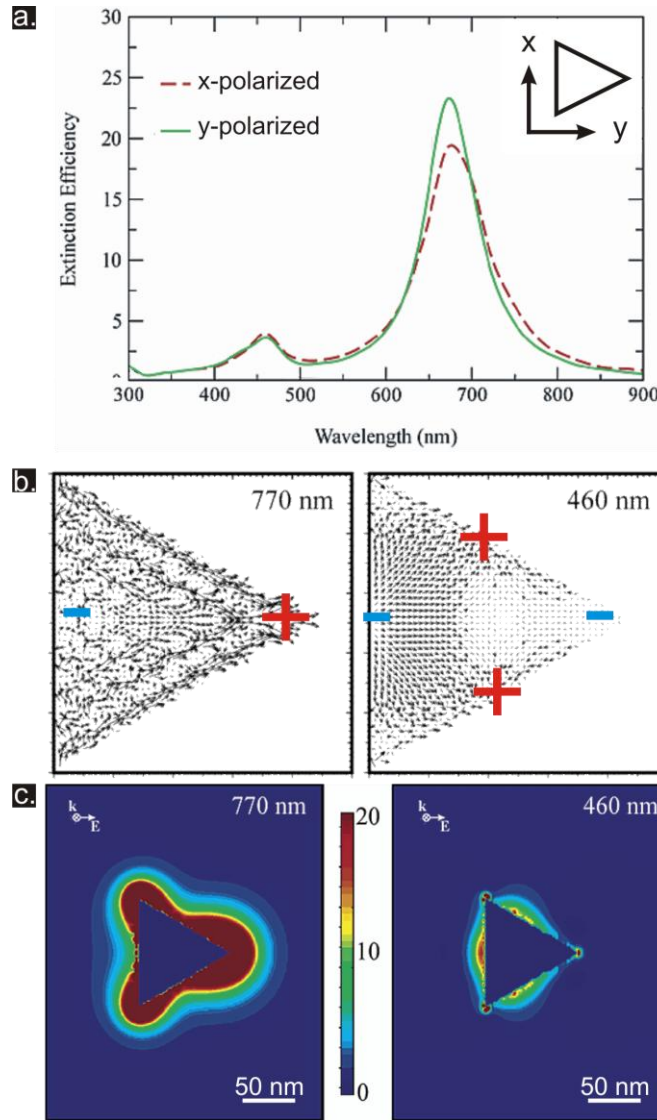 a.
30
25
20
15
10
5
Extinction Efficiency
x-polarized
y-polarized
x
y
300 400 500 600 700 800 900
Wavelength (nm)
b.
770 nm
460 nm
c.
k
E
770 nm
50 nm
20
10
0
k
E
460 nm
50 nm